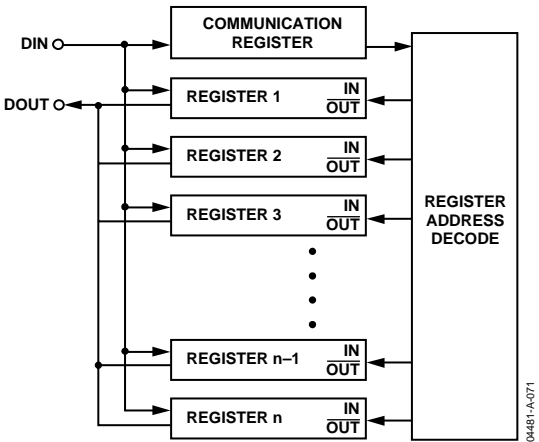 COMMUNICATION
REGISTER
DIN
DOUT
REGISTER 1
IN
OUT
REGISTER 2
IN
OUT
REGISTER 3
IN
OUT
REGISTER n–1
IN
OUT
REGISTER n
IN
OUT
REGISTER
ADDRESS
DECODE
04481-A-071